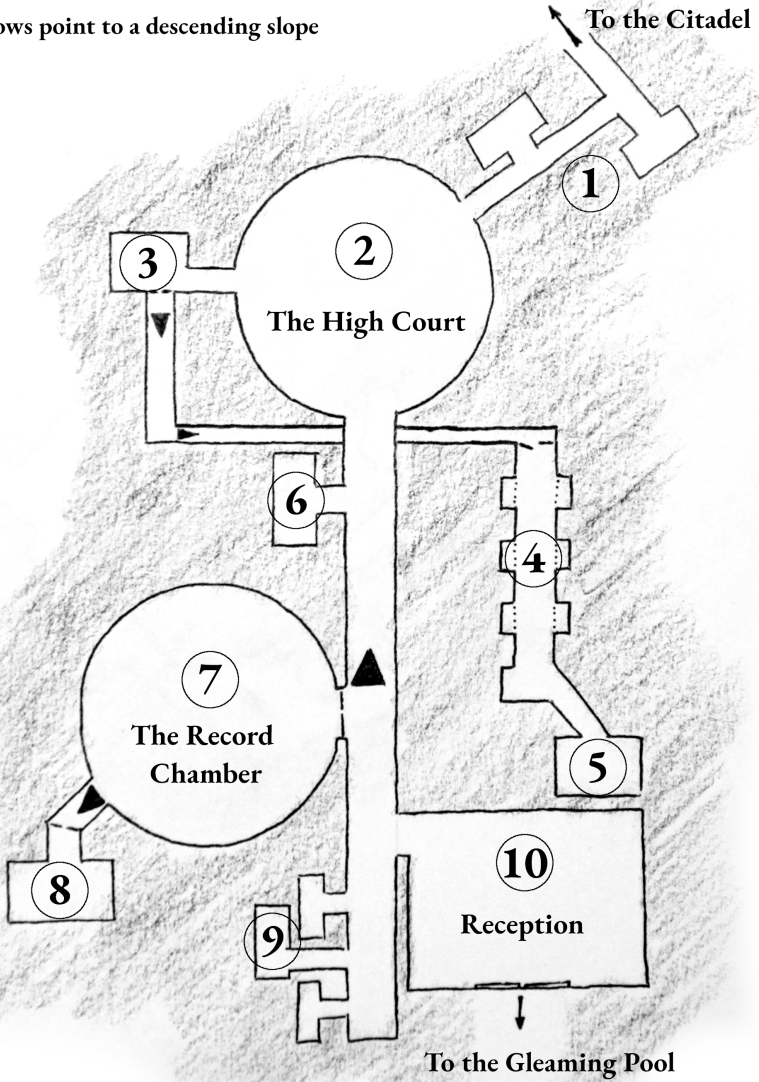 ows point to a descending slope
To the Citadel
1
2
The High Court
3
6
4
7
The Record
Chamber
5
8
10
Reception
9
To the Gleaming Pool